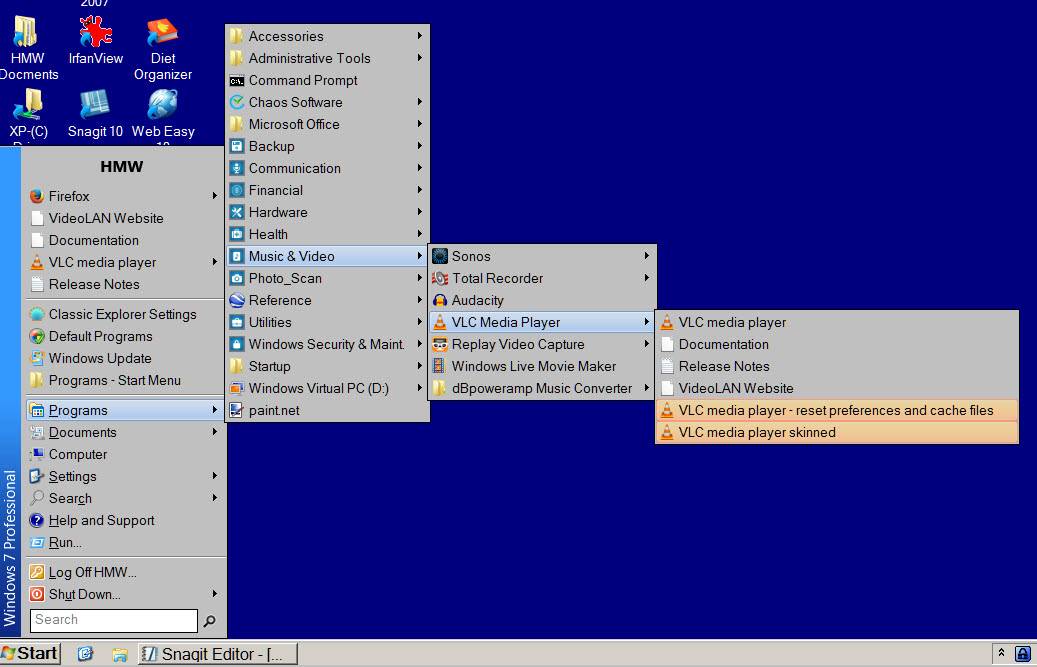 2007
HMW
Docments
IrfanView
Diet
Organizer
XP-(C)
Snagit 10
Web Easy
HMW
Firefox
VideoLAN Website
Documentation
VLC media player
Release Notes
Classic Explorer Settings
Default Programs
Windows Update
Programs - Start Menu
Programs
Documents
Computer
Settings
Search
Help and Support
Run...
Log Off HMW...
Shut Down...
Search
Windows 7 Professional
Accessories
Administrative Tools
Command Prompt
Chaos Software
Microsoft Office
Backup
Communication
Financial
Hardware
Health
Music & Video
Photo_Scan
Reference
Utilities
Windows Security & Maint.
Startup
Windows Virtual PC (D:)
paint.net
Sonos
Total Recorder
Audacity
VLC Media Player
Replay Video Capture
Windows Live Movie Maker
dBpoweramp Music Converter
VLC media player
Documentation
Release Notes
VideoLAN Website
VLC media player - reset preferences and cache files
VLC media player skinned
Start
Snagit Editor - [...